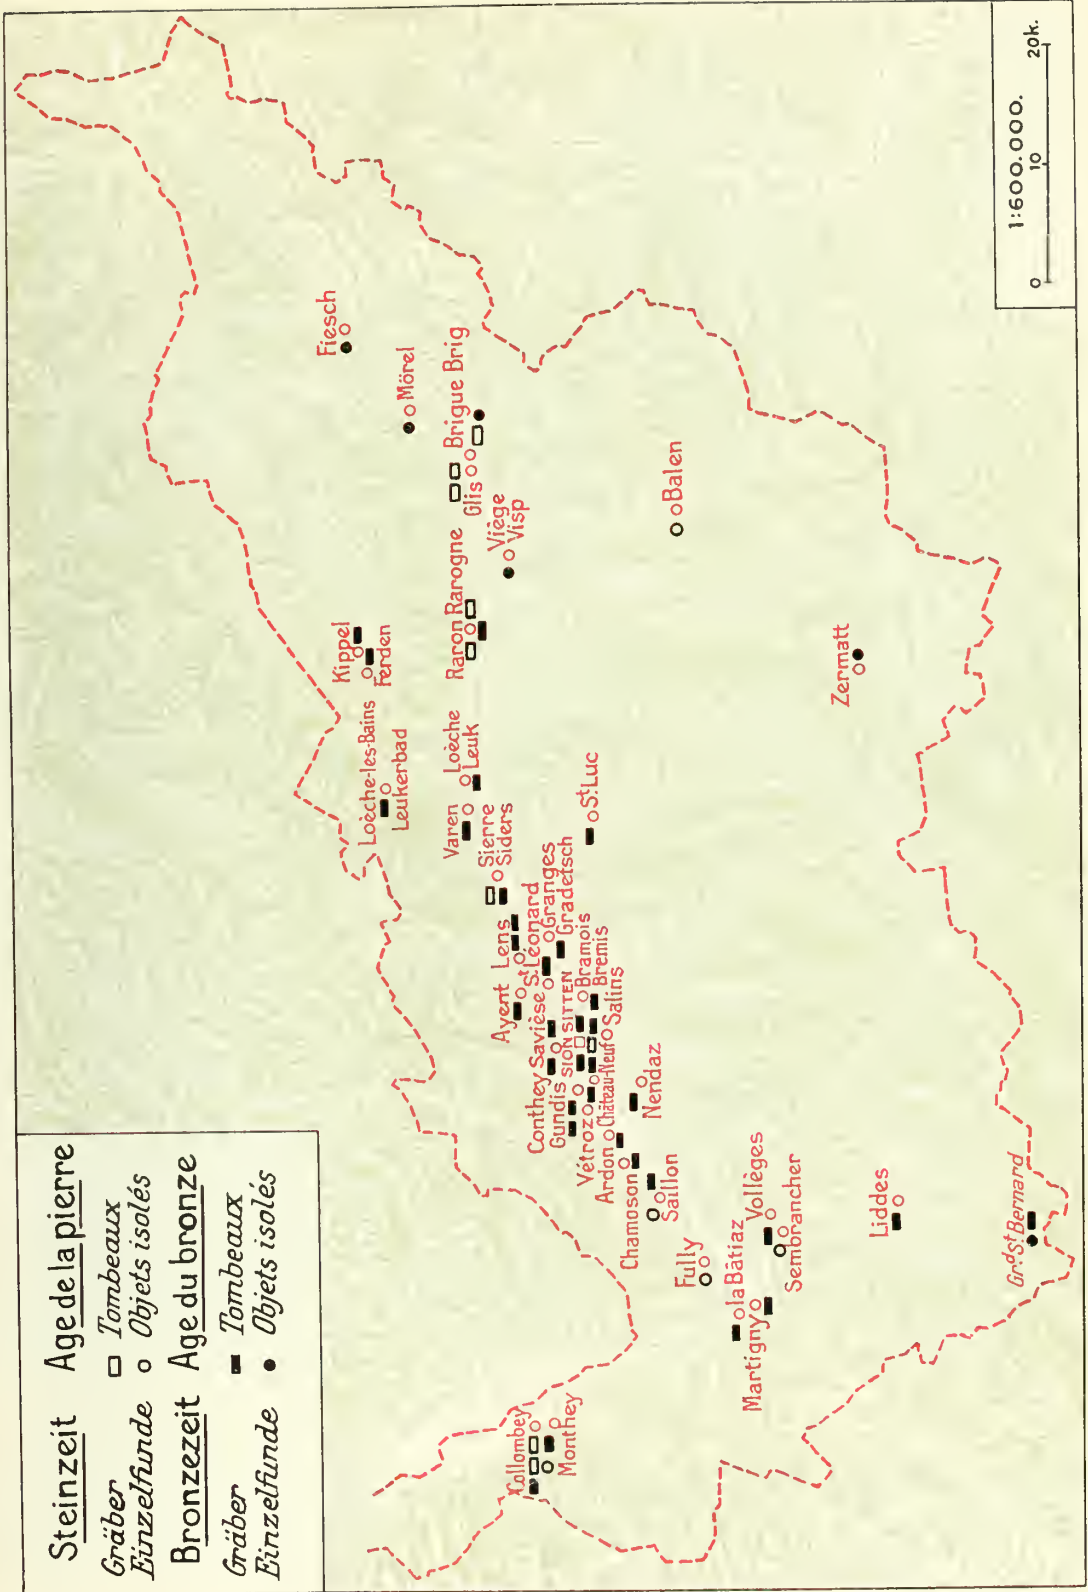 Steinzeit Age de la pierre
Gräber Tombeaux
Einzelfunde Objets isolés
Bronzezeit Age du bronze
Gräber Tombeaux
Einzelfunde Objets isolés
Fiesch
Mörel
Brigue Brig
Glis
Viège
Visp
Raron Rarogne
Kippel
Ferden
Loèche-les-Bains
Leukerbad
Loèche
Leuk
Varen
Sierre
Siders
St. Luc
Balen
Zermatt
Lens
Ayent
St. Léonard
Granges
Gradetsch
Savièse
Conthey
Gundis
SION SITTEN
Bramois
Bremis
Salins
Château-Neuf
Vétroz
Ardon
Nendaz
Chamoson
Saillon
Fully
la Bâtiaz
Martigny
Vollèges
Sembrancher
Liddes
Gr.d St. Bernard
Collombey
Monthey
1:600.000.
0 10 20k.